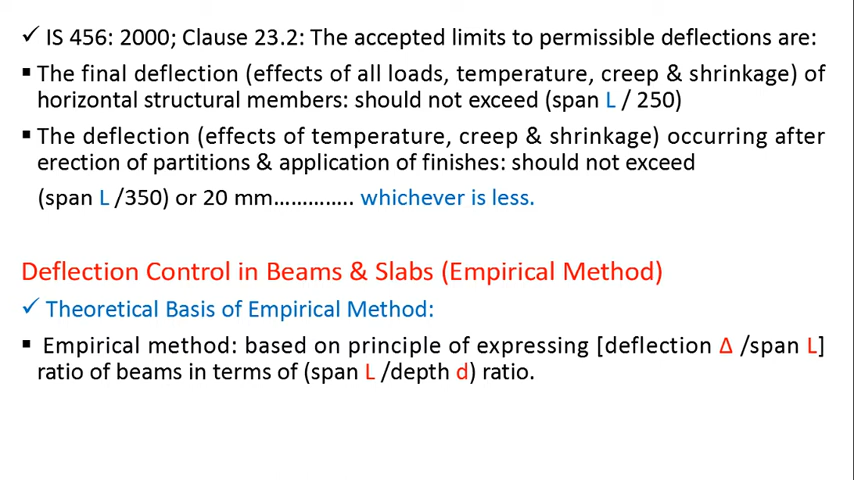 ✓ IS 456: 2000; Clause 23.2: The accepted limits to permissible deflections are:
▪ The final deflection (effects of all loads, temperature, creep & shrinkage) of
horizontal structural members: should not exceed (span L / 250)
▪ The deflection (effects of temperature, creep & shrinkage) occurring after
erection of partitions & application of finishes: should not exceed
(span L /350) or 20 mm………….. whichever is less.
Deflection Control in Beams & Slabs (Empirical Method)
✓ Theoretical Basis of Empirical Method:
▪ Empirical method: based on principle of expressing [deflection Δ /span L]
ratio of beams in terms of (span L /depth d) ratio.